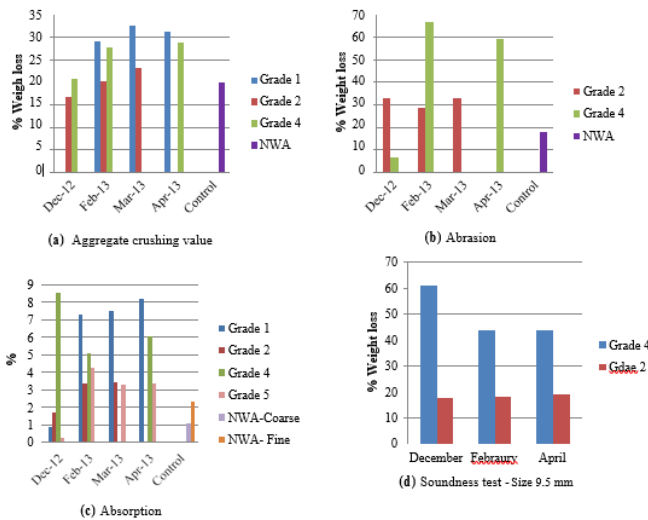 % Weigh loss
35
30
25
20
15
10
5
0
Dec-12
Feb-13
Mar-13
Apr-13
Control
Grade 1
Grade 2
Grade 4
NWA
(a) Aggregate crushing value
% Weight loss
70
60
50
40
30
20
10
0
Dec-12
Feb-13
Mar-13
Apr-13
Control
Grade 2
Grade 4
NWA
(b) Abrasion
%
9
8
7
6
5
4
3
2
1
0
Dec-12
Feb-13
Mar-13
Apr-13
Control
Grade 1
Grade 2
Grade 4
Grade 5
NWA-Coarse
NWA- Fine
(c) Absorption
% Weight loss
70
60
50
40
30
20
10
0
December
Febraury
April
Grade 4
Gdae 2
(d) Soundness test - Size 9.5 mm